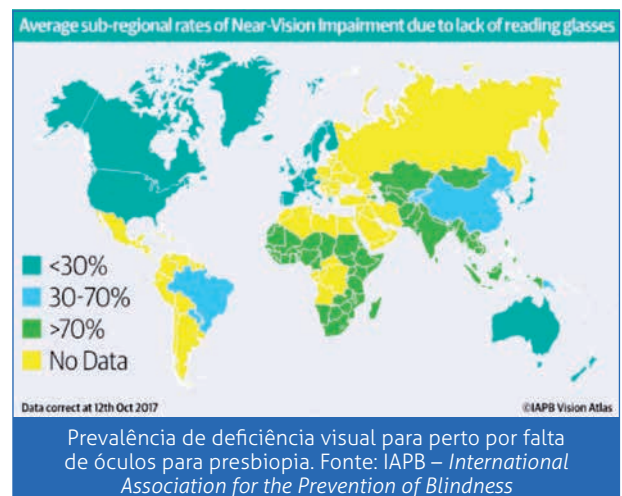 Average sub-regional rates of Near-Vision Impairment due to lack of reading glasses
<30%
30-70%
>70%
No Data
Data correct at 12th Oct 2017
©IAPB Vision Atlas
Prevalência de deficiência visual para perto por falta
de óculos para presbiopia. Fonte: IAPB – International
Association for the Prevention of Blindness